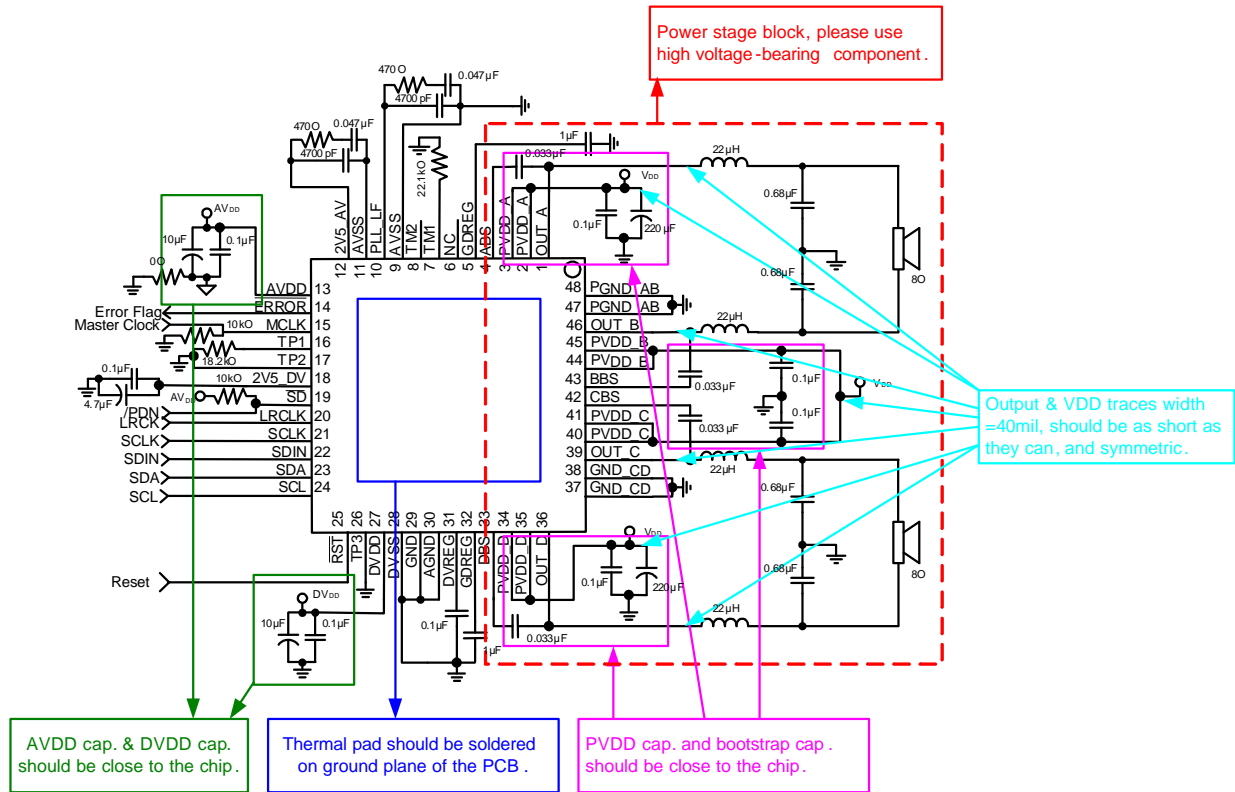 Power stage block, please use
high voltage-bearing component.
470O
0.047µF
4700 pF
470O
0.047µF
4700 pF
22.1kO
1µF
0.033µF
22µH
VDD
0.1µF
220µF
0.68µF
0.68µF
8O
AVDD
10µF
0.1µF
0O
12 2V5_AV
11 AVSS
10 PLL_LF
9 AVSS
8 TM2
7 TM1
6 NC
5 GDREG
4 ABS
3 PVDD_A
2 PVDD_A
1 OUT_A
AVDD 13
ERROR 14
MCLK 15
TP1 16
TP2 17
2V5_DV 18
SD 19
LRCLK 20
SCLK 21
SDIN 22
SDA 23
SCL 24
Error Flag
Master Clock
10kO
18.2kO
0.1µF
4.7µF
10kO
AVDD
/PDN
LRCK
SCLK
SDIN
SDA
SCL
48 PGND_AB
47 PGND_AB
46 OUT_B
45 PVDD_B
44 PVDD_B
43 BBS
42 CBS
41 PVDD_C
40 PVDD_C
39 OUT_C
38 GND_CD
37 GND_CD
22µH
0.033µF
0.033µF
0.1µF
0.1µF
VDD
22µH
Output & VDD traces width
=40mil, should be as short as
they can, and symmetric.
25 RST
26 TP3
27 DVDD
28 DVSS
29 GND
30 AGND
31 DVREG
32 GDREG
33 DBS
34 PVDD_D
35 PVDD_D
36 OUT_D
Reset
DVDD
10µF
0.1µF
0.1µF
1µF
0.033µF
VDD
0.1µF
220µF
22µH
0.68µF
0.68µF
8O
AVDD cap. & DVDD cap.
should be close to the chip.
Thermal pad should be soldered
on ground plane of the PCB.
PVDD cap. and bootstrap cap.
should be close to the chip.